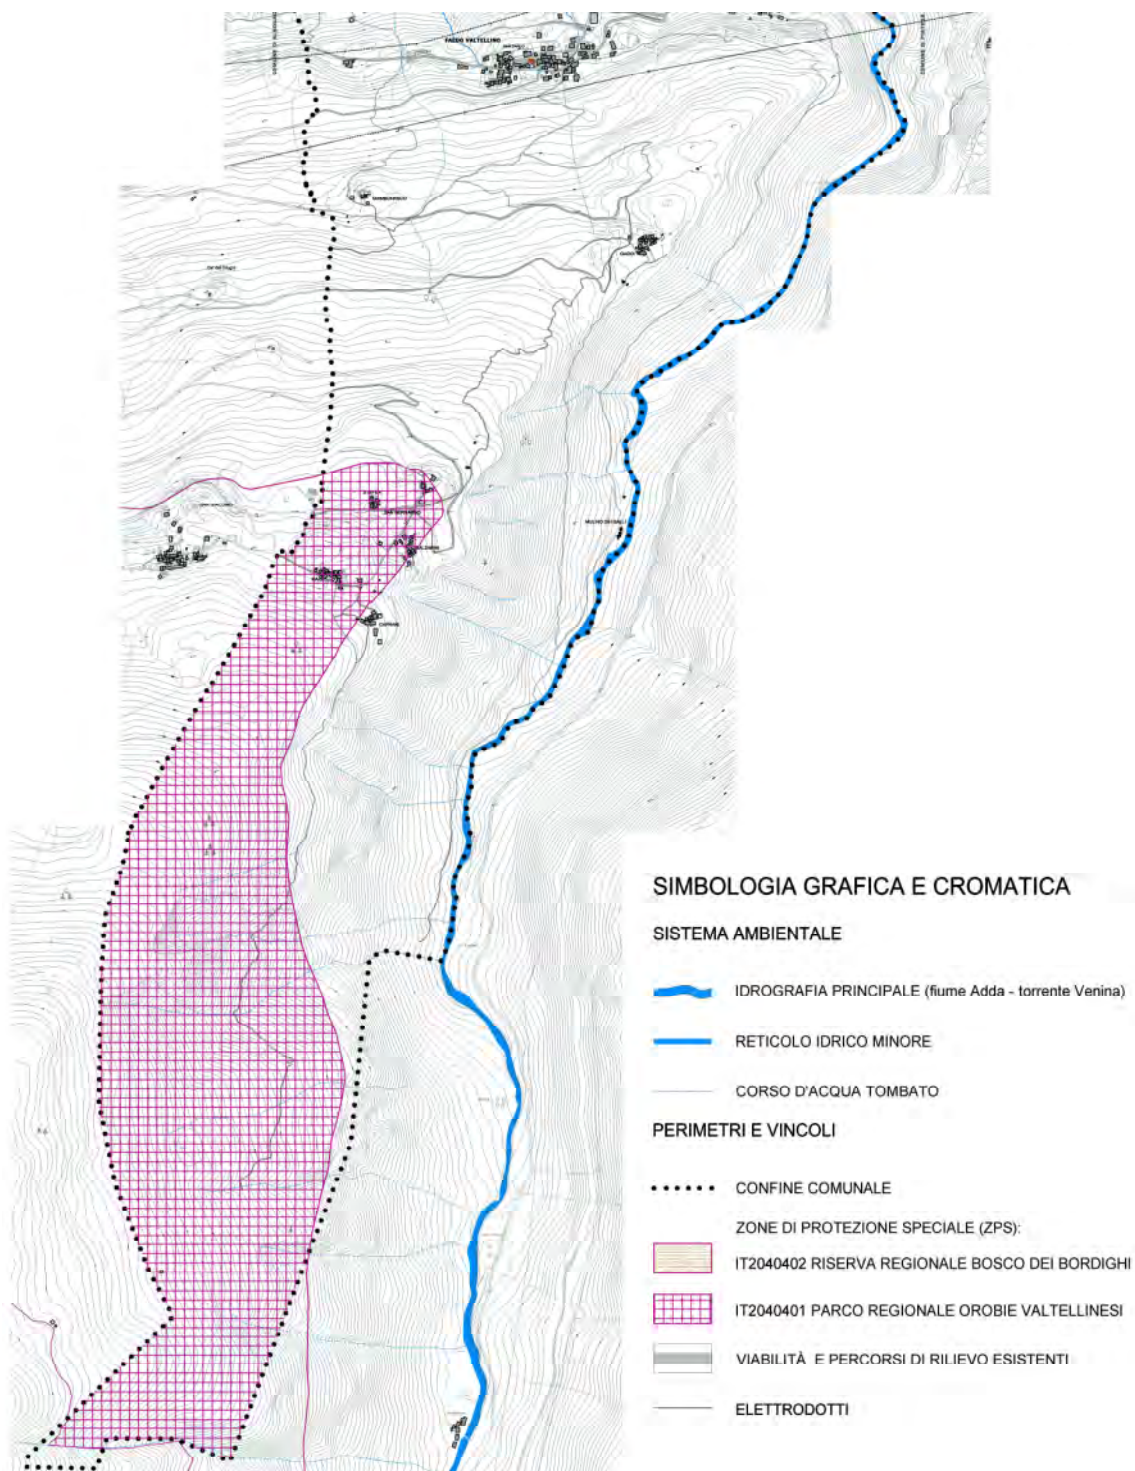 FAEDO VALTELLINO
SIMBOLOGIA GRAFICA E CROMATICA
SISTEMA AMBIENTALE
IDROGRAFIA PRINCIPALE (fiume Adda - torrente Venina)
RETICOLO IDRICO MINORE
CORSO D'ACQUA TOMBATO
PERIMETRI E VINCOLI
CONFINE COMUNALE
ZONE DI PROTEZIONE SPECIALE (ZPS):
IT2040402 RISERVA REGIONALE BOSCO DEI BORDIGHI
IT2040401 PARCO REGIONALE OROBIE VALTELLINESI
VIABILITÀ E PERCORSI DI RILIEVO ESISTENTI
ELETTRODOTTI